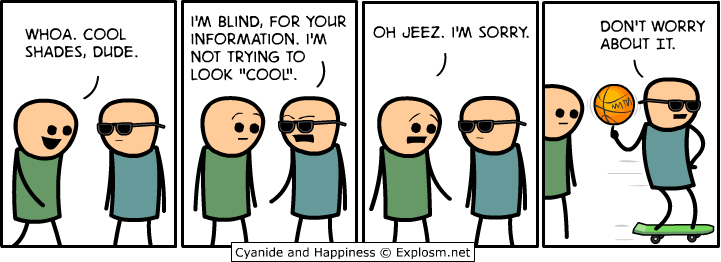 WHOA. COOL
SHADES, DUDE.
I'M BLIND, FOR YOUR
INFORMATION. I'M
NOT TRYING TO
LOOK "COOL".
OH JEEZ. I'M SORRY.
DON'T WORRY
ABOUT IT.
Cyanide and Happiness © Explosm.net